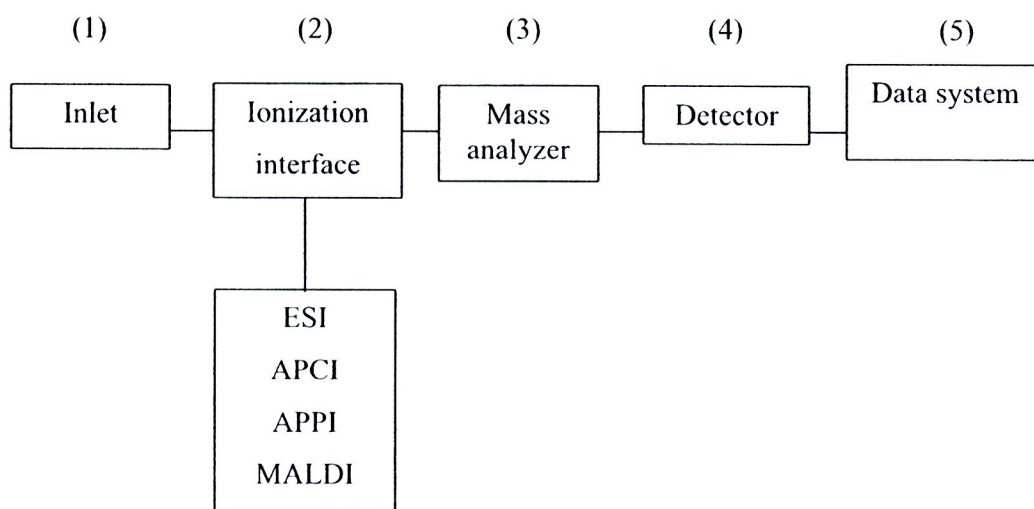 (1) (2) (3) (4) (5)
Inlet
Ionization
interface
Mass
analyzer
Detector
Data system
ESI
APCI
APPI
MALDI